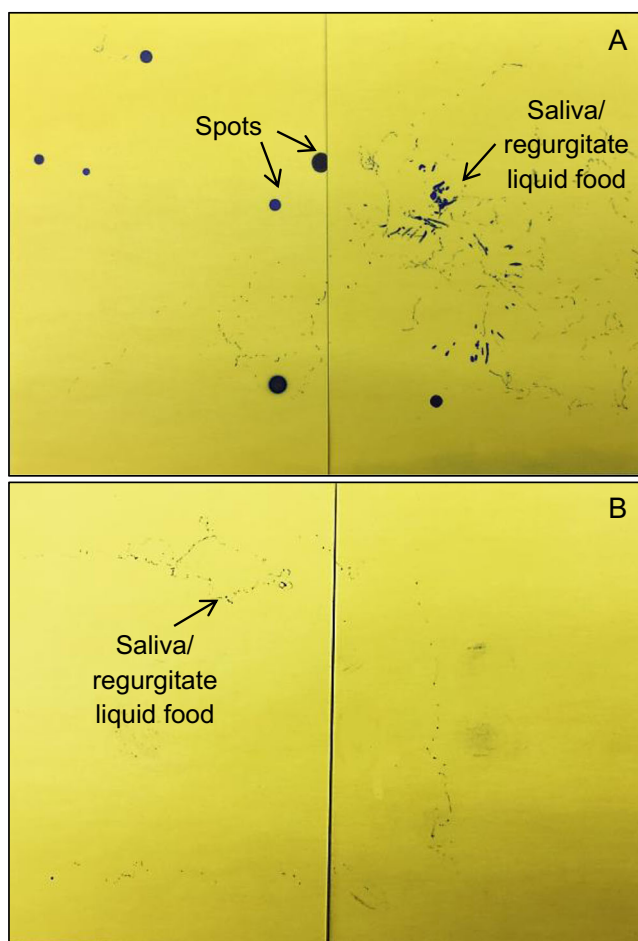 A
Spots
Saliva/
regurgitate
liquid food
B
Saliva/
regurgitate
liquid food